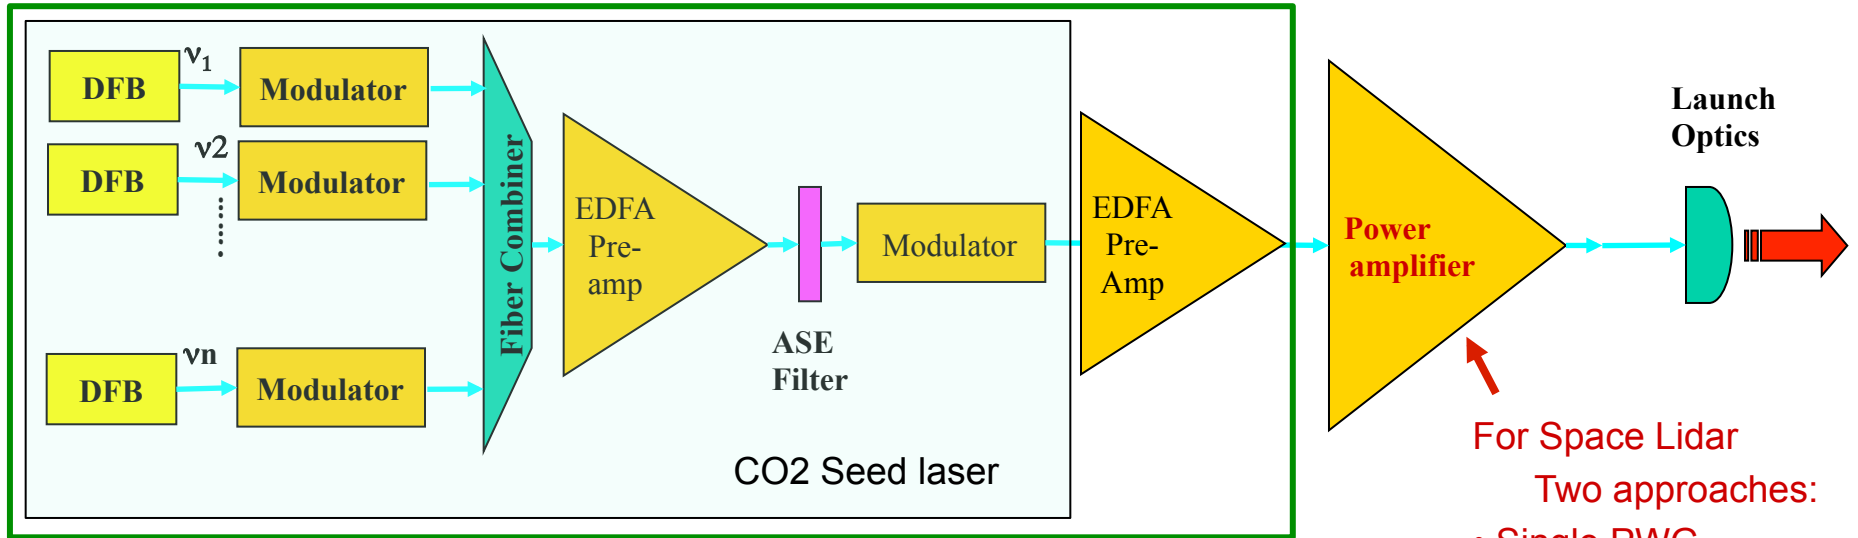 ν1
DFB
Modulator
ν2
DFB
Modulator
νn
DFB
Modulator
Fiber Combiner
EDFA
Pre-
amp
ASE
Filter
Modulator
CO2 Seed laser
EDFA
Pre-
Amp
Power
amplifier
Launch
Optics
For Space Lidar
Two approaches: